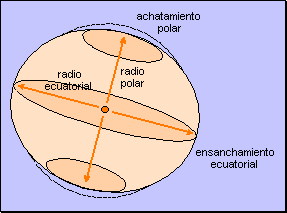 achatamiento
polar
radio
ecuatorial
radio
polar
ensanchamiento
ecuatorial